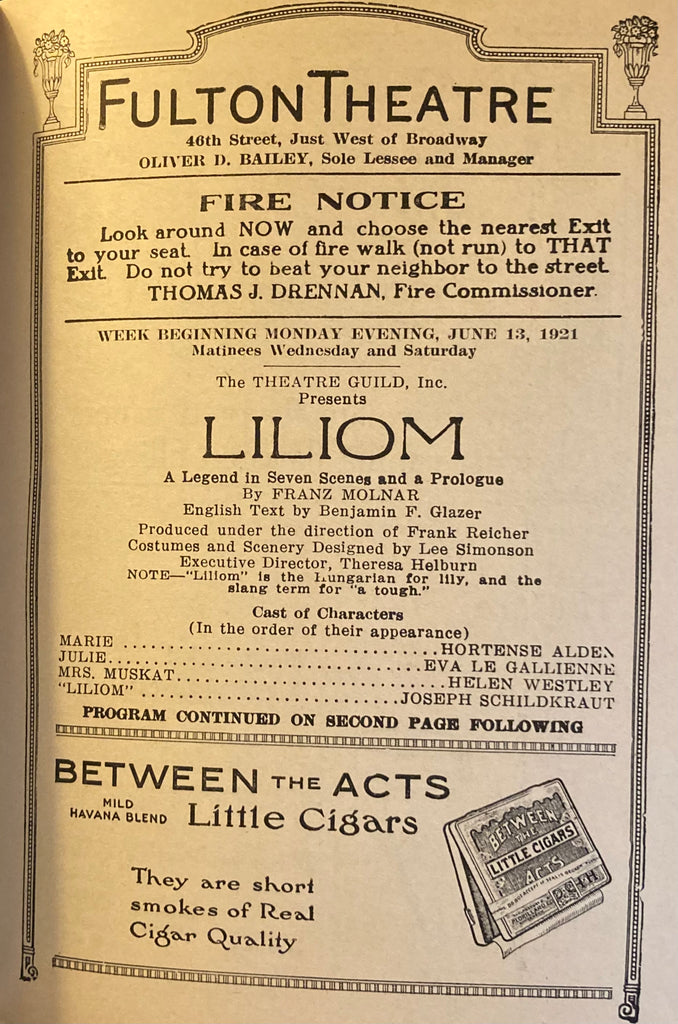 FULTON THEATRE
46th Street, Just West of Broadway
OLIVER D. BAILEY, Sole Lessee and Manager
FIRE NOTICE
Look around NOW and choose the nearest Exit
to your seat. In case of fire walk (not run) to THAT
Exit. Do not try to beat your neighbor to the street.
THOMAS J. DRENNAN, Fire Commissioner.
WEEK BEGINNING MONDAY EVENING, JUNE 13, 1921
Matinees Wednesday and Saturday
The THEATRE GUILD, Inc.
Presents
LILIOM
A Legend in Seven Scenes and a Prologue
By FRANZ MOLNAR
English Text by Benjamin F. Glazer
Produced under the direction of Frank Reicher
Costumes and Scenery Designed by Lee Simonson
Executive Director, Theresa Helburn
NOTE—"Liliom" is the Hungarian for lily, and the
slang term for "a tough."
Cast of Characters
(In the order of their appearance)
MARIE ........................................HORTENSE ALDEN
JULIE........................................EVA LE GALLIENNE
MRS. MUSKAT..................................HELEN WESTLEY
"LILIOM" ..................................JOSEPH SCHILDKRAUT
PROGRAM CONTINUED ON SECOND PAGE FOLLOWING
BETWEEN THE ACTS
MILD
HAVANA BLEND
Little Cigars
They are short
smokes of Real
Cigar Quality
BETWEEN
THE
LITTLE CIGARS
ACTS